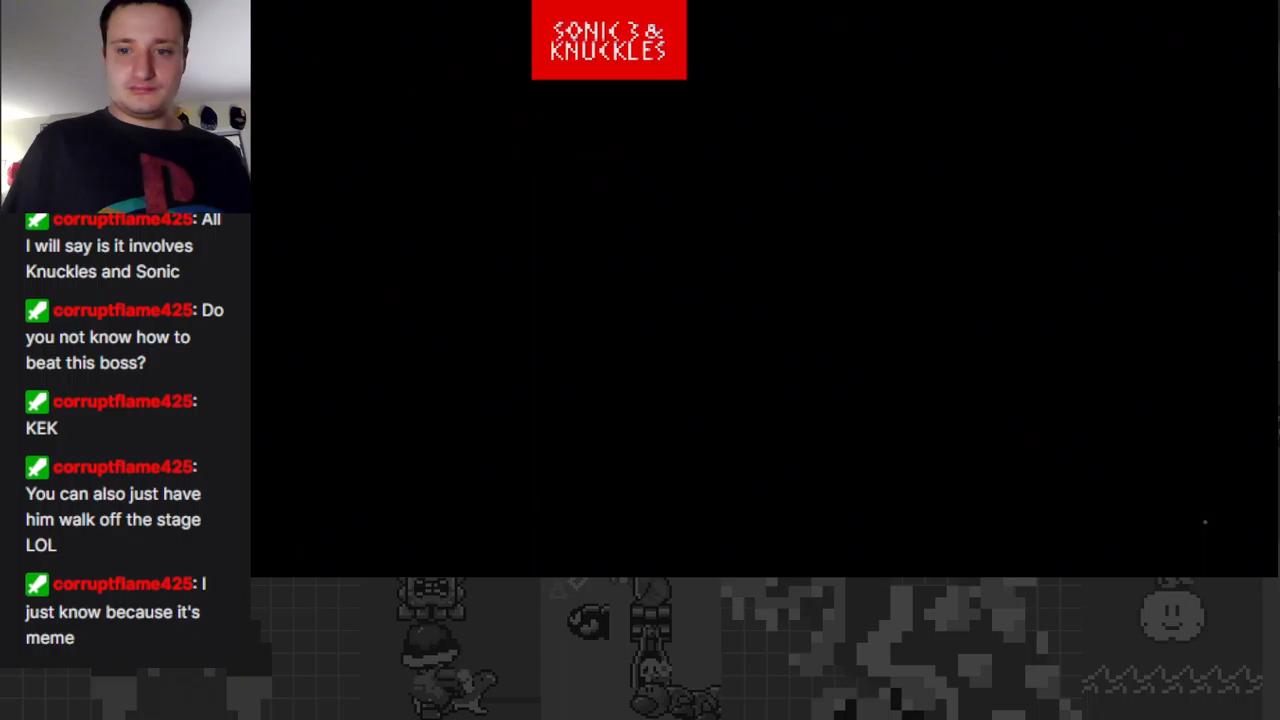 SONIC 3 &
KNUCKLES
corruptflame425: All
I will say is it involves
Knuckles and Sonic
corruptflame425: Do
you not know how to
beat this boss?
corruptflame425:
KEK
corruptflame425:
You can also just have
him walk off the stage
LOL
corruptflame425: I
just know because it's
meme